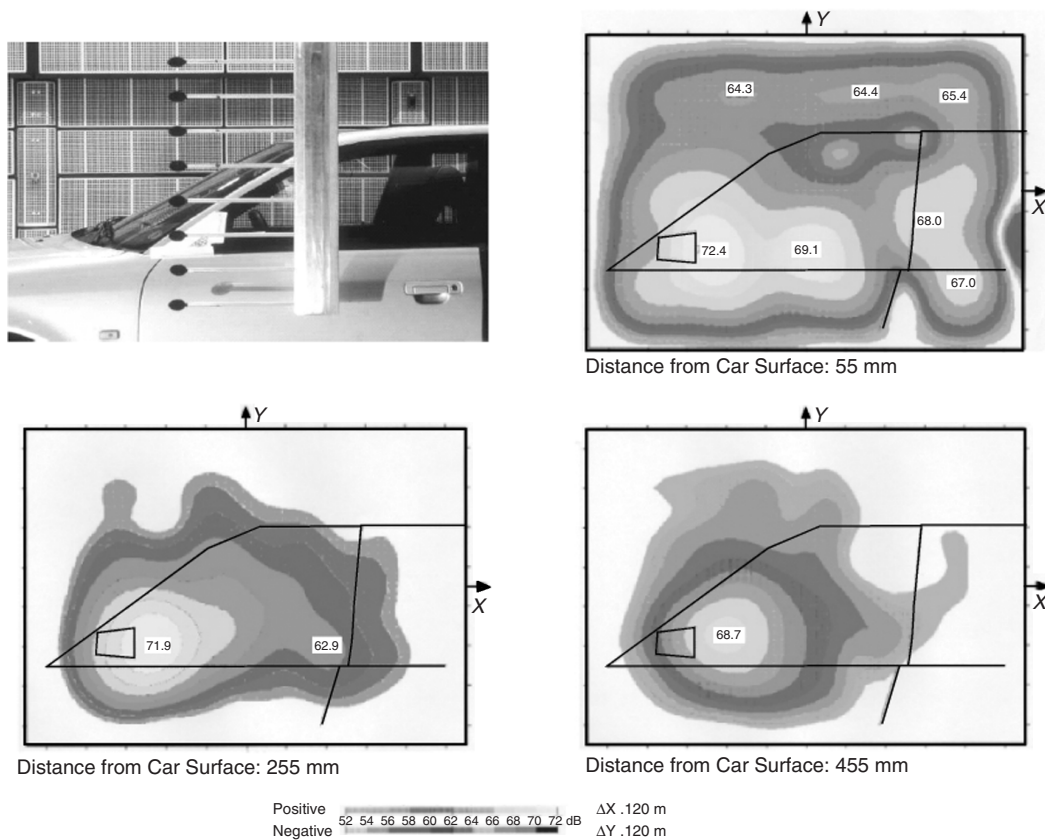 Y
64.3
64.4
65.4
X
68.0
72.4
69.1
67.0
Distance from Car Surface: 55 mm
Y
X
71.9
62.9
Distance from Car Surface: 255 mm
Y
X
68.7
Distance from Car Surface: 455 mm
Positive
52 54 56 58 60 62 64 66 68 70 72 dB
Negative
ΔX .120 m
ΔY .120 m